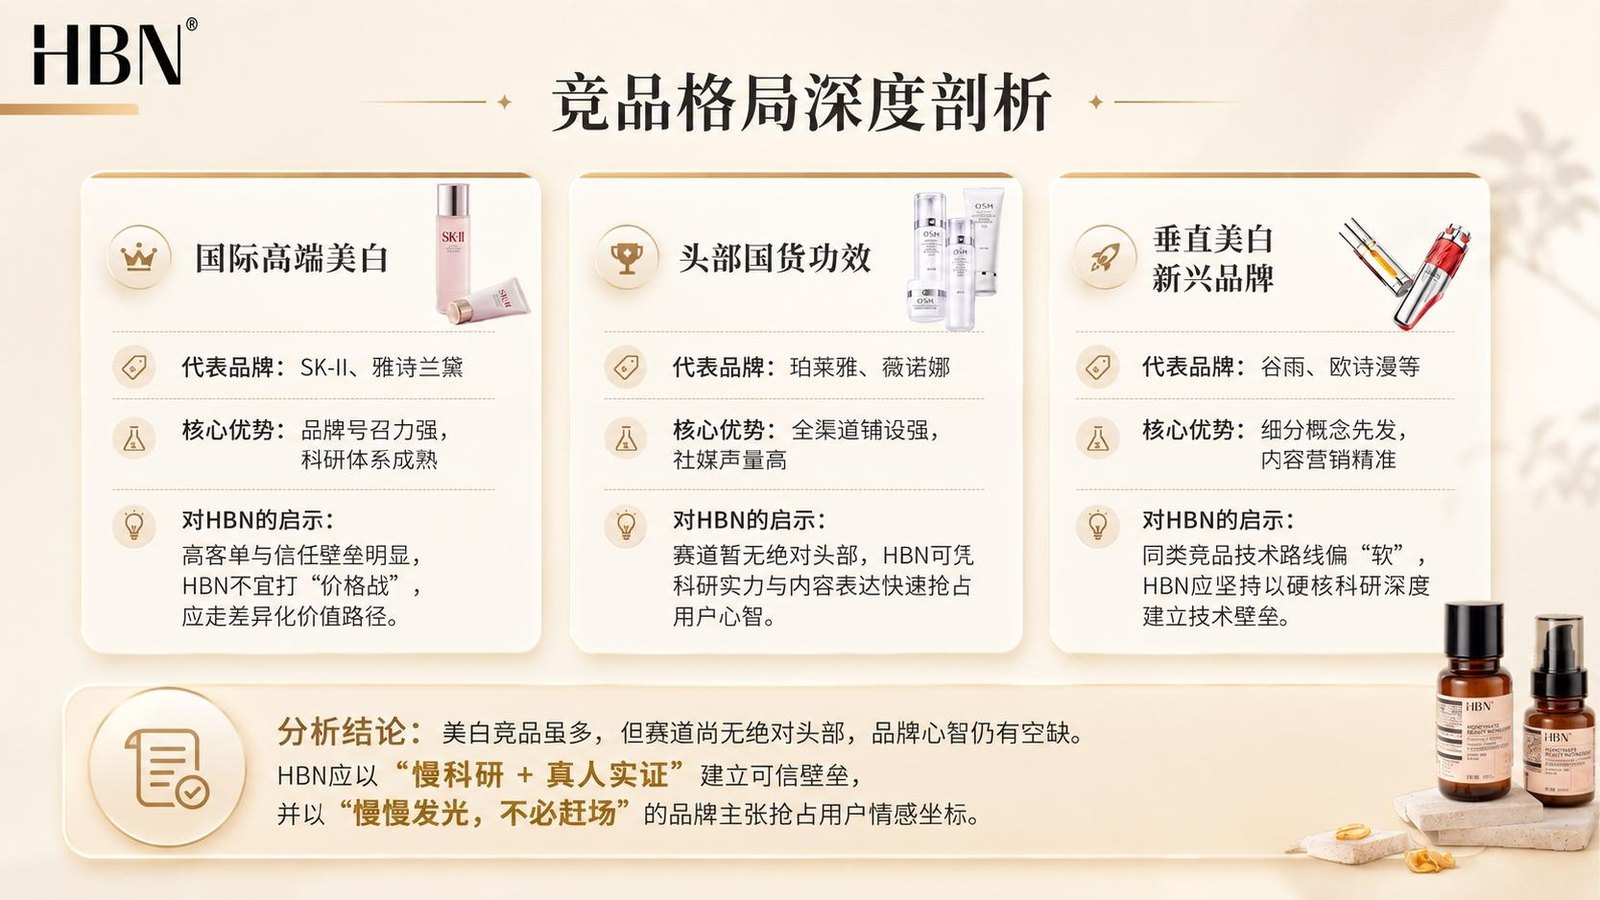 HBN®
竞品格局深度剖析
国际高端美白
SK-II
SK-II
代表品牌：SK-II、雅诗兰黛
核心优势：品牌号召力强，
科研体系成熟
对HBN的启示：
高客单与信任壁垒明显，
HBN不宜打“价格战”，
应走差异化价值路径。
头部国货功效
OSM
OSM
OSM
OSM
代表品牌：珀莱雅、薇诺娜
核心优势：全渠道铺设强，
社媒声量高
对HBN的启示：
赛道暂无绝对头部，HBN可凭
科研实力与内容表达快速抢占
用户心智。
垂直美白
新兴品牌
代表品牌：谷雨、欧诗漫等
核心优势：细分概念先发，
内容营销精准
对HBN的启示：
同类竞品技术路线偏“软”，
HBN应坚持以硬核科研深度
建立技术壁垒。
分析结论：美白竞品虽多，但赛道尚无绝对头部，品牌心智仍有空缺。
HBN应以“慢科研 + 真人实证”建立可信壁垒，
并以“慢慢发光，不必赶场”的品牌主张抢占用户情感坐标。
HBN
HBN